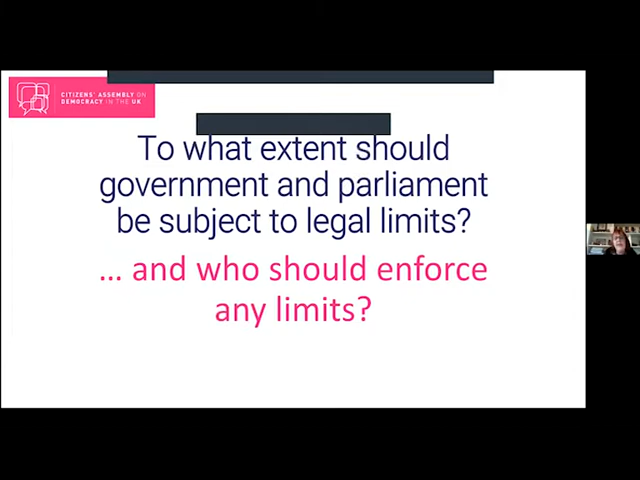 CITIZENS' ASSEMBLY ON
DEMOCRACY IN THE UK
To what extent should
government and parliament
be subject to legal limits?
... and who should enforce
any limits?